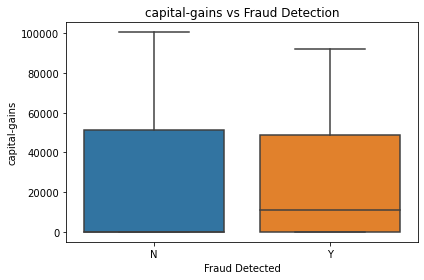 capital-gains vs Fraud Detection
100000
80000
60000
40000
20000
0
capital-gains
N Y
Fraud Detected